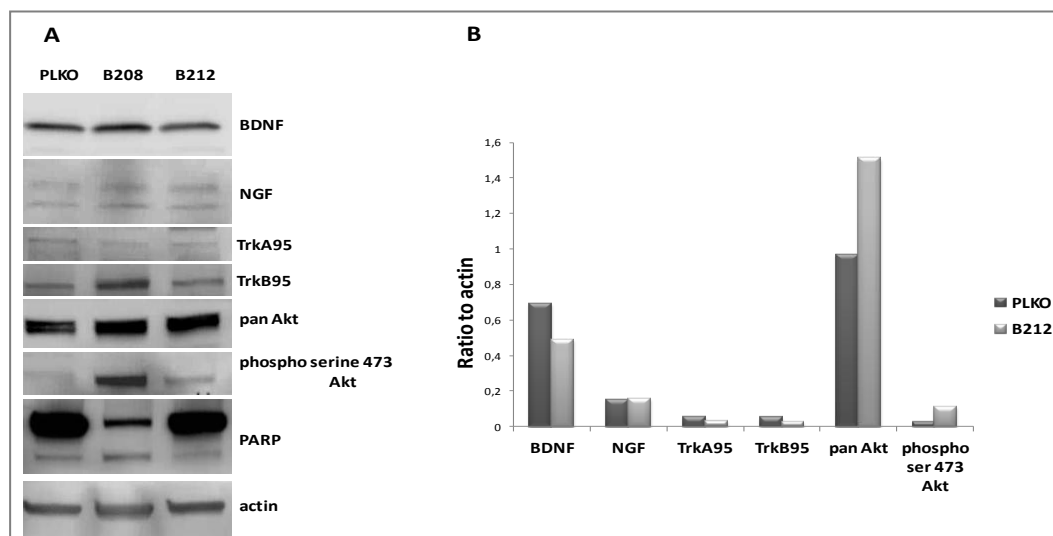 A
PLKO B208 B212
BDNF
NGF
TrkA95
TrkB95
pan Akt
phospho serine 473
Akt
PARP
actin
B
Ratio to actin
1,6
1,4
1,2
1
0,8
0,6
0,4
0,2
0
BDNF NGF TrkA95 TrkB95 pan Akt phospho
ser 473
Akt
PLKO
B212